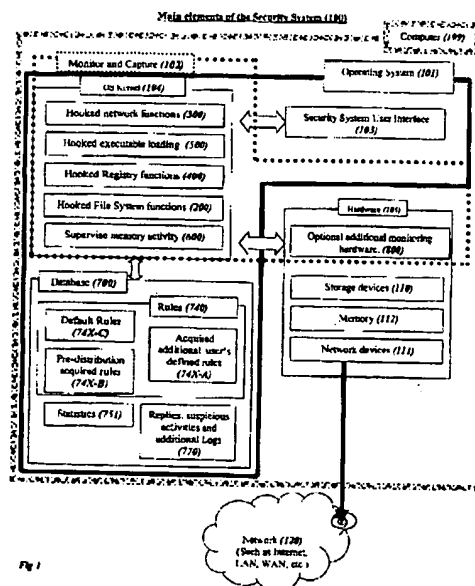 Main elements of the Security System (100)
Computer (199)
Monitor and Capture (102)
Operating System (101)
OS Kernel (104)
Hooked network functions (300)
Security System User Interface
(103)
Hooked executable loading (500)
Hooked Registry functions (400)
Hooked File System functions (200)
Supervise memory activity (600)
Hardware (105)
Optional additional monitoring
hardware. (800)
Storage devices (110)
Memory (112)
Network devices (111)
Database (700)
Rules (740)
Default Rules
(74X-C)
Pre-distribution
acquired rules
(74X-B)
Acquired
additional user's
defined rules
(74X-A)
Statistics (751)
Replies, suspicious
activities and
additional Logs
(770)
Network (120)
(Such as Internet,
LAN, WAN, etc.)
Fig 1